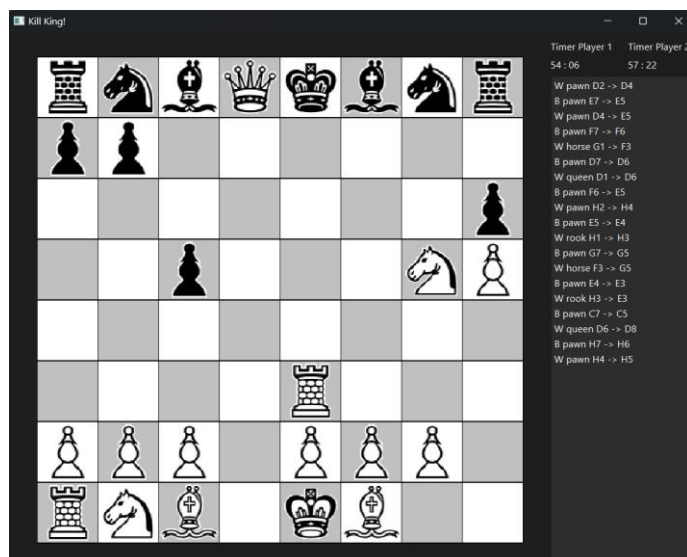 Kill King!
Timer Player 1 Timer Player 2
54 : 06 57 : 22
W pawn D2 -> D4
B pawn E7 -> E5
W pawn D4 -> E5
B pawn F7 -> F6
W horse G1 -> F3
B pawn D7 -> D6
W queen D1 -> D6
B pawn F6 -> E5
W pawn H2 -> H4
B pawn E5 -> E4
W rook H1 -> H3
B pawn G7 -> G5
W horse F3 -> G5
B pawn E4 -> E3
W rook H3 -> E3
B pawn C7 -> C5
W queen D6 -> D8
B pawn H7 -> H6
W pawn H4 -> H5